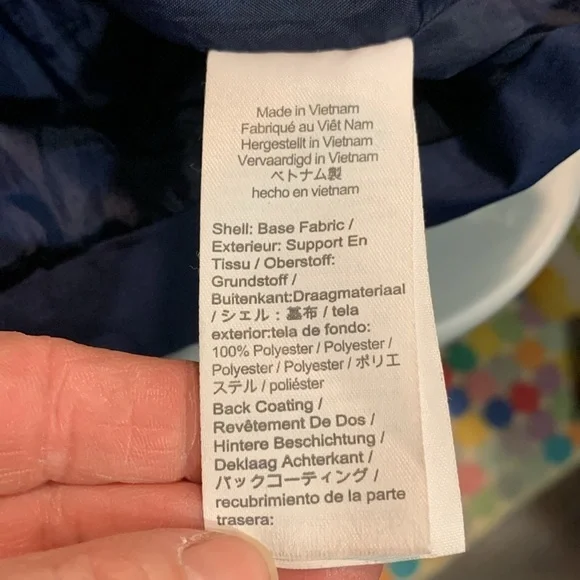 Made in Vietnam
Fabriqué au Viêt Nam
Hergestellt in Vietnam
Vervaardigd in Vietnam
ベトナム製
hecho en vietnam
Shell: Base Fabric /
Exterieur: Support En
Tissu / Oberstoff:
Grundstoff /
Buitenkant:Draagmateriaal
/ シェル：基布 / tela
exterior:tela de fondo:
100% Polyester / Polyester /
Polyester / Polyester / ポリエ
ステル / poliéster
Back Coating /
Revêtement De Dos /
Hintere Beschichtung /
Deklaag Achterkant /
バックコーティング /
recubrimiento de la parte
trasera: